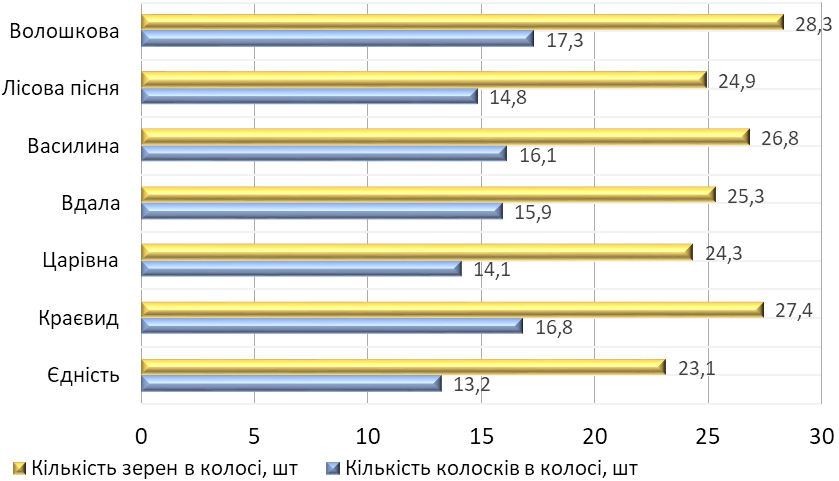 Волошкова
28,3
17,3
Лісова пісня
24,9
14,8
Василина
26,8
16,1
Вдала
25,3
15,9
Царівна
24,3
14,1
Краєвид
27,4
16,8
Єдність
23,1
13,2
0 5 10 15 20 25 30
Кількість зерен в колосі, шт Кількість колосків в колосі, шт